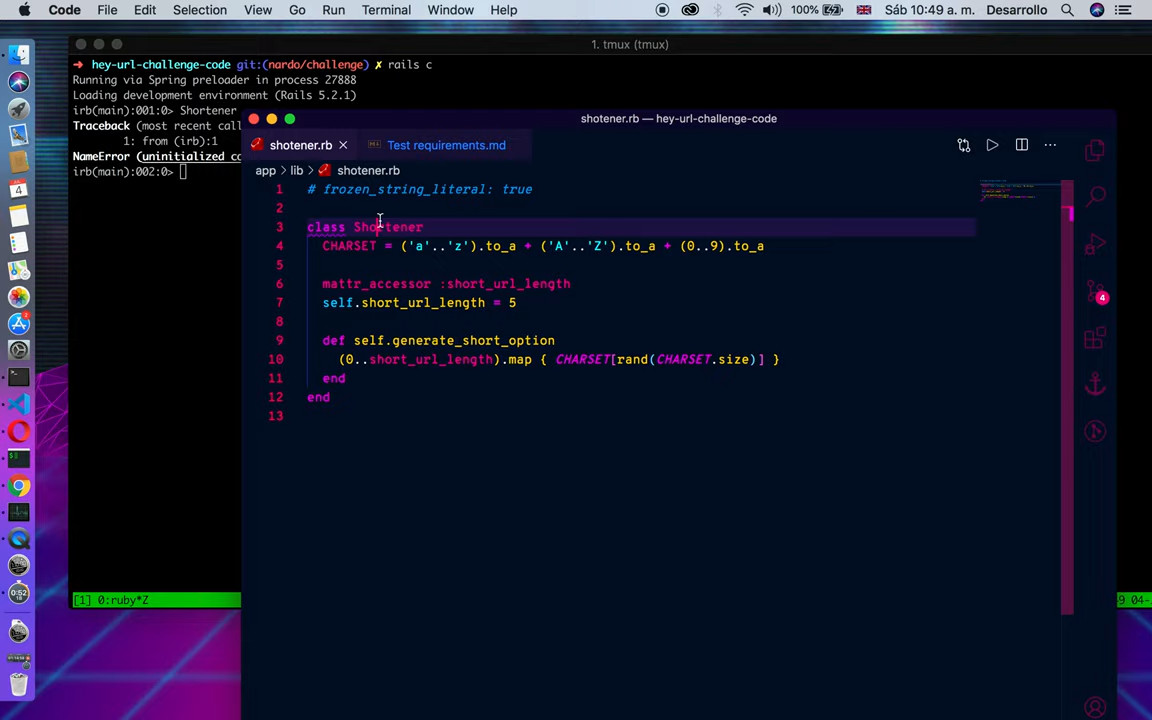 Code File Edit Selection View Go Run Terminal Window Help 100% Sáb 10:49 a. m. Desarrollo
1. tmux (tmux)
➜ hey-url-challenge-code git:(nardo/challenge) ✗ rails c
Running via Spring preloader in process 27888
Loading development environment (Rails 5.2.1)
irb(main):001:0> Shortener
Traceback (most recent call
1: from (irb):1
NameError (uninitialized co
irb(main):002:0>
shotener.rb — hey-url-challenge-code
shotener.rb Test requirements.md
app > lib > shotener.rb
1 # frozen_string_literal: true
2
3 class Shortener
4 CHARSET = ('a'..'z').to_a + ('A'..'Z').to_a + (0..9).to_a
5
6 mattr_accessor :short_url_length
7 self.short_url_length = 5
8
9 def self.generate_short_option
10 (0..short_url_length).map { CHARSET[rand(CHARSET.size)] }
11 end
12 end
13
4
4
0:52
[1] 0:ruby*Z